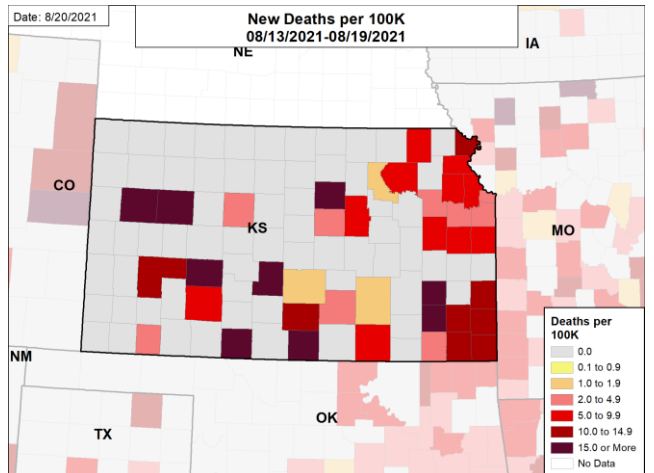 Date: 8/20/2021
New Deaths per 100K
08/13/2021-08/19/2021
NE
IA
CO
KS
MO
NM
OK
TX
Deaths per
100K
0.0
0.1 to 0.9
1.0 to 1.9
2.0 to 4.9
5.0 to 9.9
10.0 to 14.9
15.0 or More
No Data